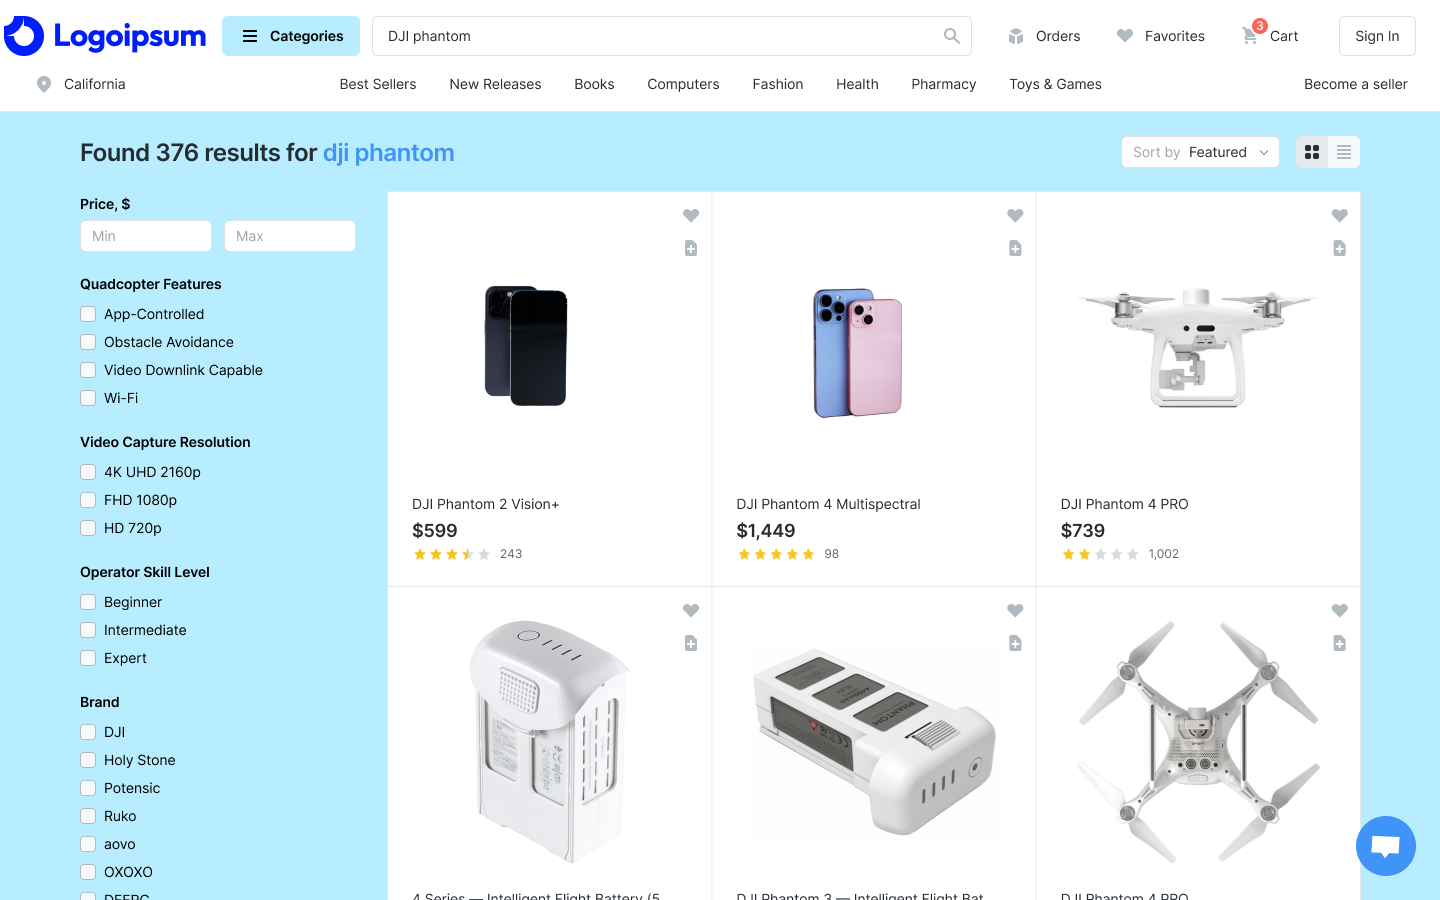 Logoipsum
Categories
DJI phantom
Orders
Favorites
3
Cart
Sign In
California
Best Sellers
New Releases
Books
Computers
Fashion
Health
Pharmacy
Toys & Games
Become a seller
Found 376 results for dji phantom
Sort by Featured
Price, $
Min
Max
Quadcopter Features
App-Controlled
Obstacle Avoidance
Video Downlink Capable
Wi-Fi
Video Capture Resolution
4K UHD 2160p
FHD 1080p
HD 720p
Operator Skill Level
Beginner
Intermediate
Expert
Brand
DJI
Holy Stone
Potensic
Ruko
aovo
OXOXO
DJI Phantom 2 Vision+
$599
243
DJI Phantom 4 Multispectral
$1,449
98
DJI Phantom 4 PRO
$739
1,002
PHANTOM
PHANTOM
4 Series — Intelligent Flight Battery (5
DJI Phantom 3 — Intelligent Flight Bat
DJI Phantom 4 PRO